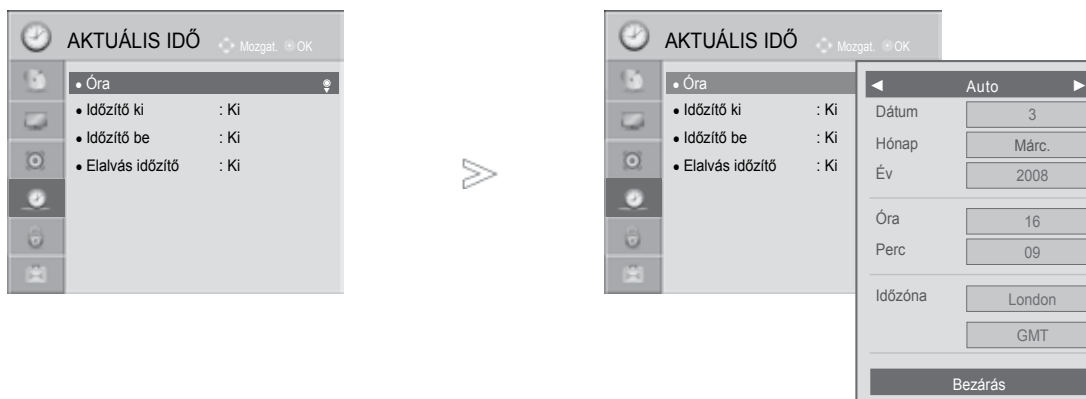 AKTUÁLIS IDŐ Mozgat. OK
• Óra
• Időzítő ki : Ki
• Időzítő be : Ki
• Elalvás időzítő : Ki
AKTUÁLIS IDŐ Mozgat. OK
• Óra
• Időzítő ki : Ki
• Időzítő be : Ki
• Elalvás időzítő : Ki
◄ Auto ►
Dátum 3
Hónap Márc.
Év 2008
Óra 16
Perc 09
Időzóna London
GMT
Bezárás